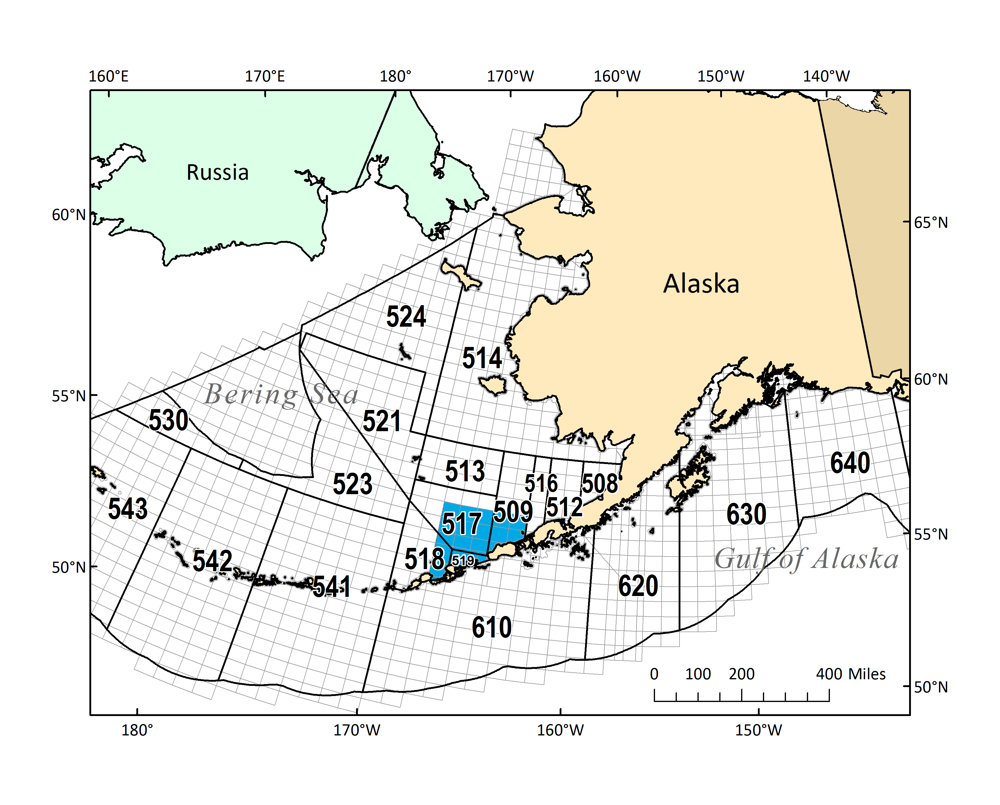 160°E 170°E 180° 170°W 160°W 150°W 140°W
Russia
60°N
65°N
Alaska
524
514
60°N
Bering Sea
55°N
530
521
640
513
516
508
523
543
512
509
630
517
55°N
542
518
519
Gulf of Alaska
50°N
541
620
610
0 100 200 400 Miles
50°N
180° 170°W 160°W 150°W